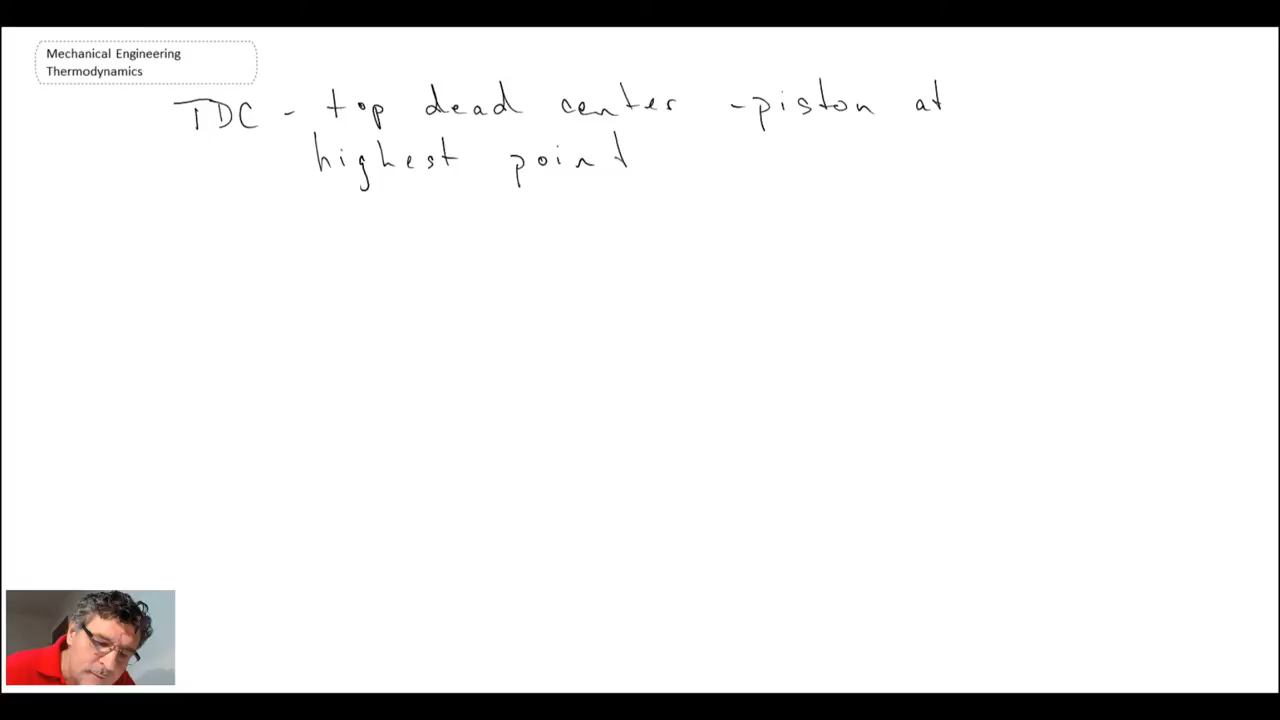 Mechanical Engineering
Thermodynamics
TDC - top dead center - piston at
highest point